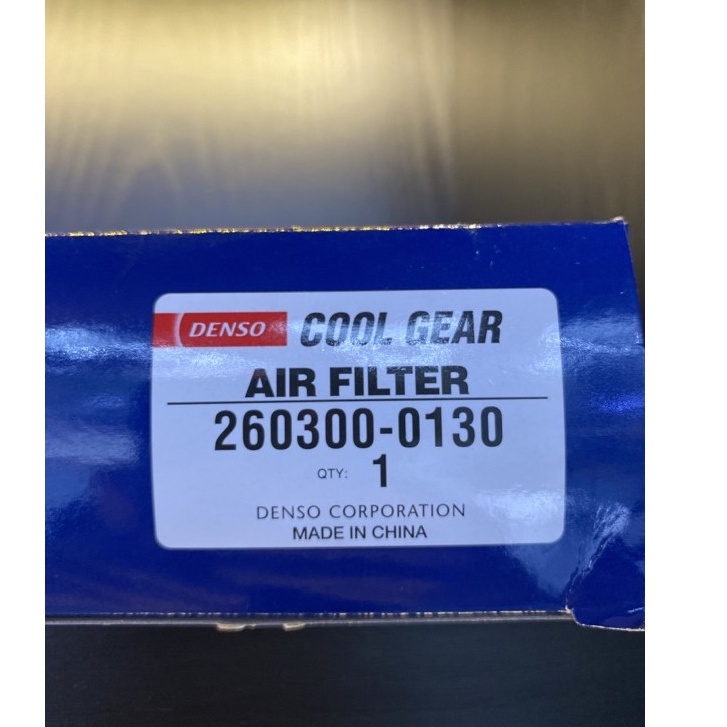 DENSO COOL GEAR
AIR FILTER
260300-0130
QTY: 1
DENSO CORPORATION
MADE IN CHINA